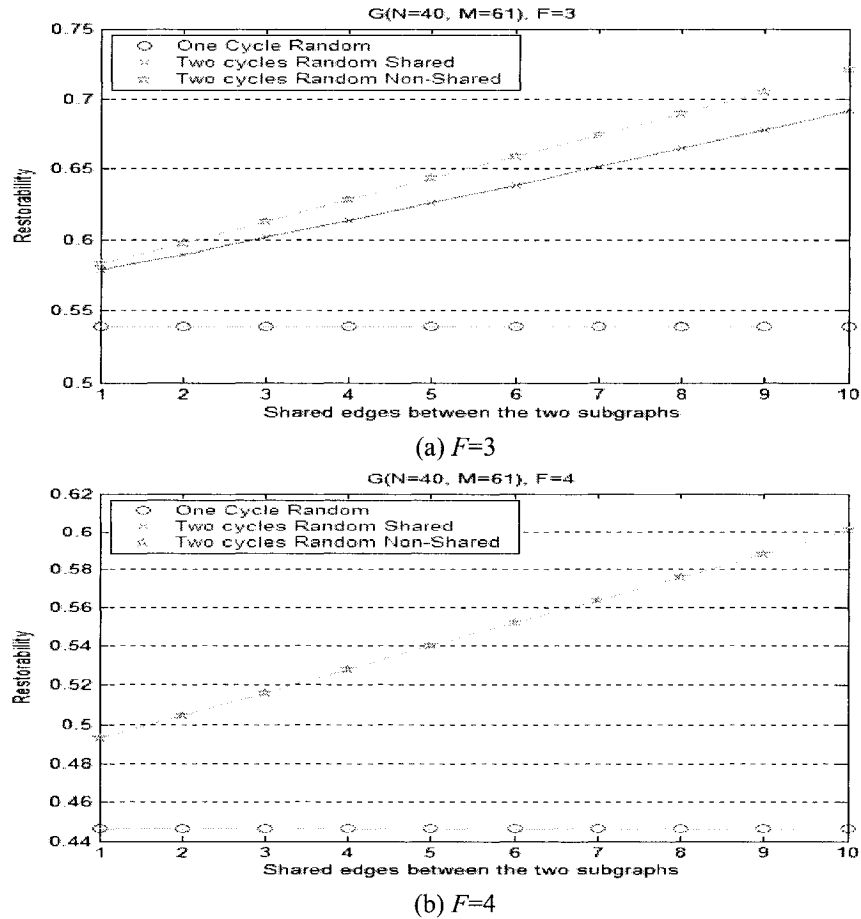 G(N=40, M=61), F=3
One Cycle Random
Two cycles Random Shared
Two cycles Random Non-Shared
Restorability
0.75
0.7
0.65
0.6
0.55
0.5
1 2 3 4 5 6 7 8 9 10
Shared edges between the two subgraphs
(a) F=3
G(N=40, M=61), F=4
One Cycle Random
Two cycles Random Shared
Two cycles Random Non-Shared
Restorability
0.62
0.6
0.58
0.56
0.54
0.52
0.5
0.48
0.46
0.44
1 2 3 4 5 6 7 8 9 10
Shared edges between the two subgraphs
(b) F=4